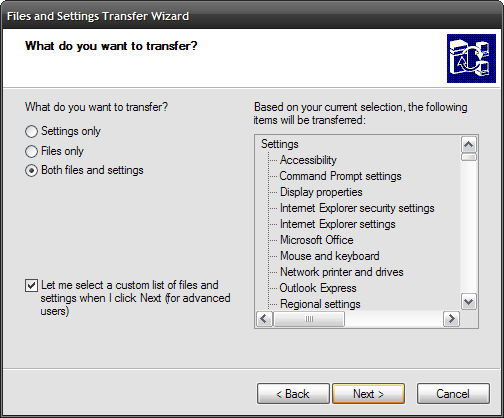 Files and Settings Transfer Wizard
What do you want to transfer?
What do you want to transfer?
Settings only
Files only
Both files and settings
Let me select a custom list of files and
settings when I click Next (for advanced
users)
Based on your current selection, the following
items will be transferred:
Settings
Accessibility
Command Prompt settings
Display properties
Internet Explorer security settings
Internet Explorer settings
Microsoft Office
Mouse and keyboard
Network printer and drives
Outlook Express
Regional settings
< Back
Next >
Cancel